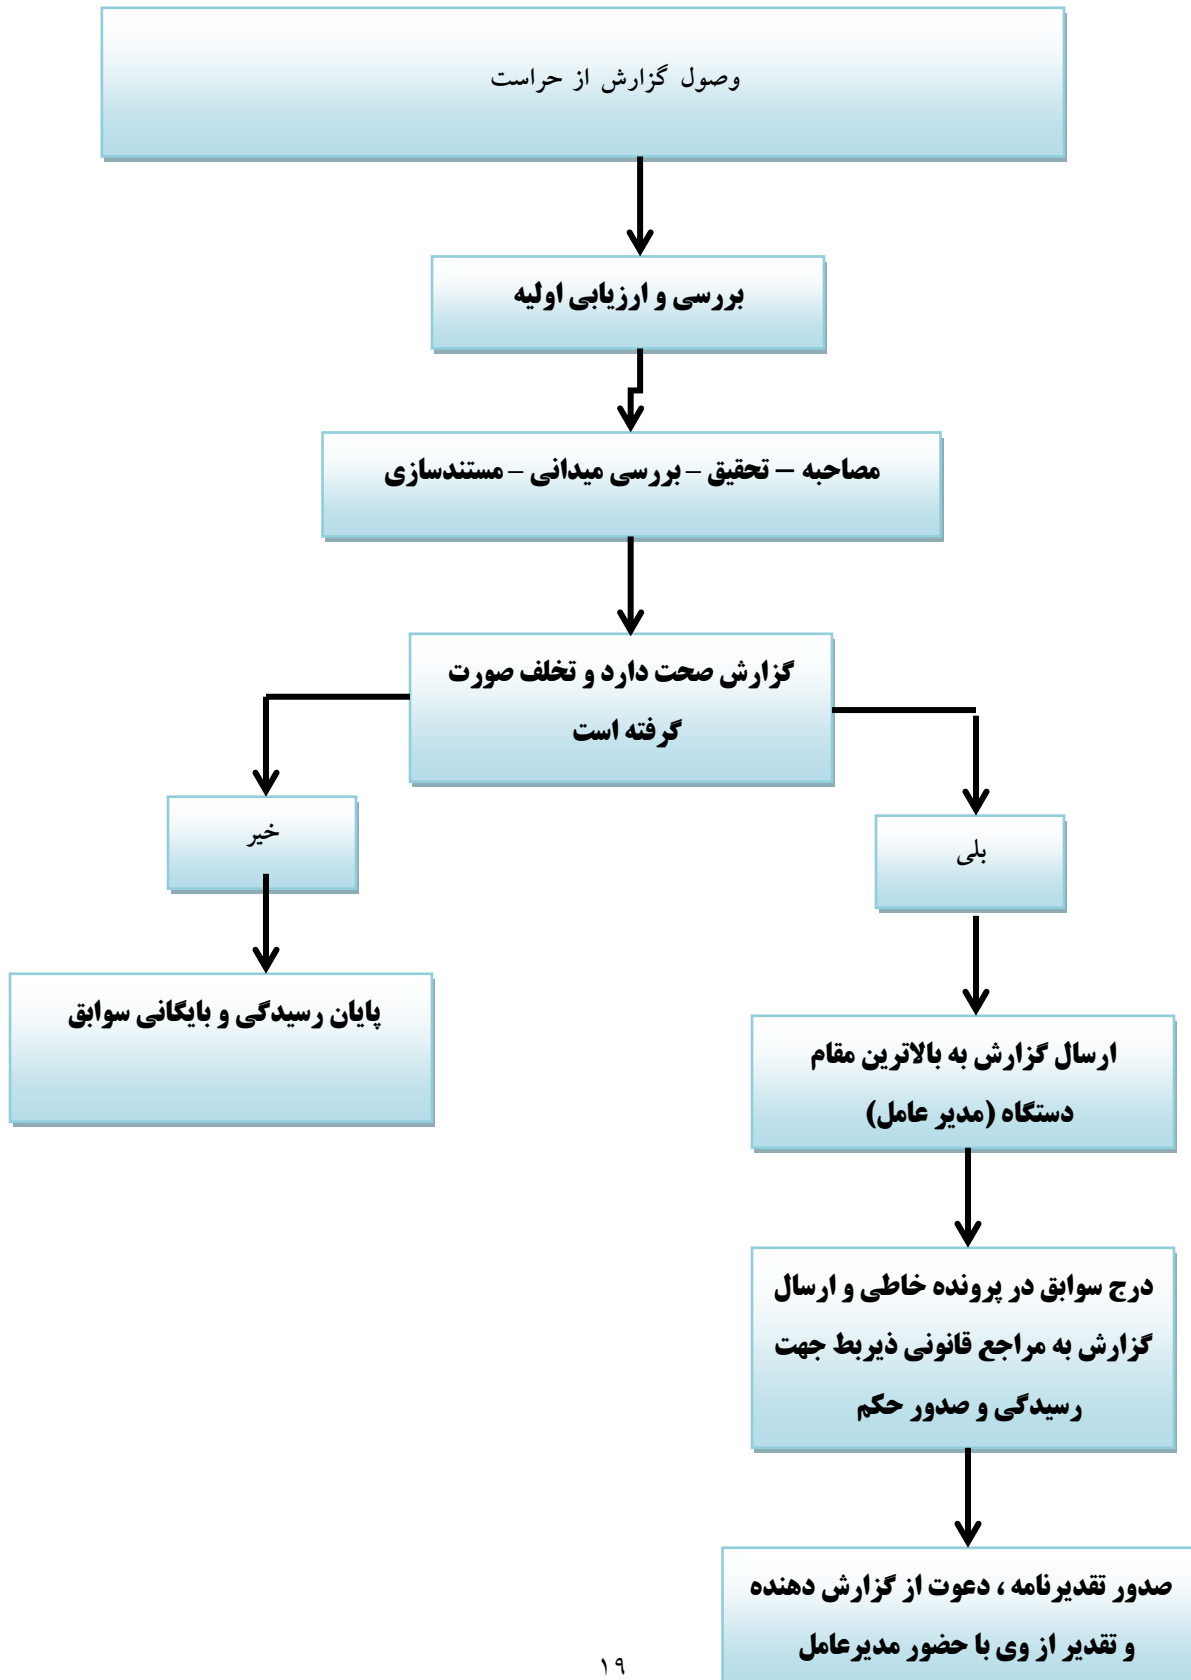 وصول گزارش از حراست
بررسی و ارزیابی اولیه
مصاحبه – تحقیق – بررسی میدانی – مستندسازی
گزارش صحت دارد و تخلف صورت
گرفته است
خیر
بلی
پایان رسیدگی و بایگانی سوابق
ارسال گزارش به بالاترین مقام
دستگاه (مدیر عامل)
درج سوابق در پرونده خاطی و ارسال
گزارش به مراجع قانونی ذیربط جهت
رسیدگی و صدور حکم
صدور تقدیرنامه ، دعوت از گزارش دهنده
و تقدیر از وی با حضور مدیرعامل
۱۹